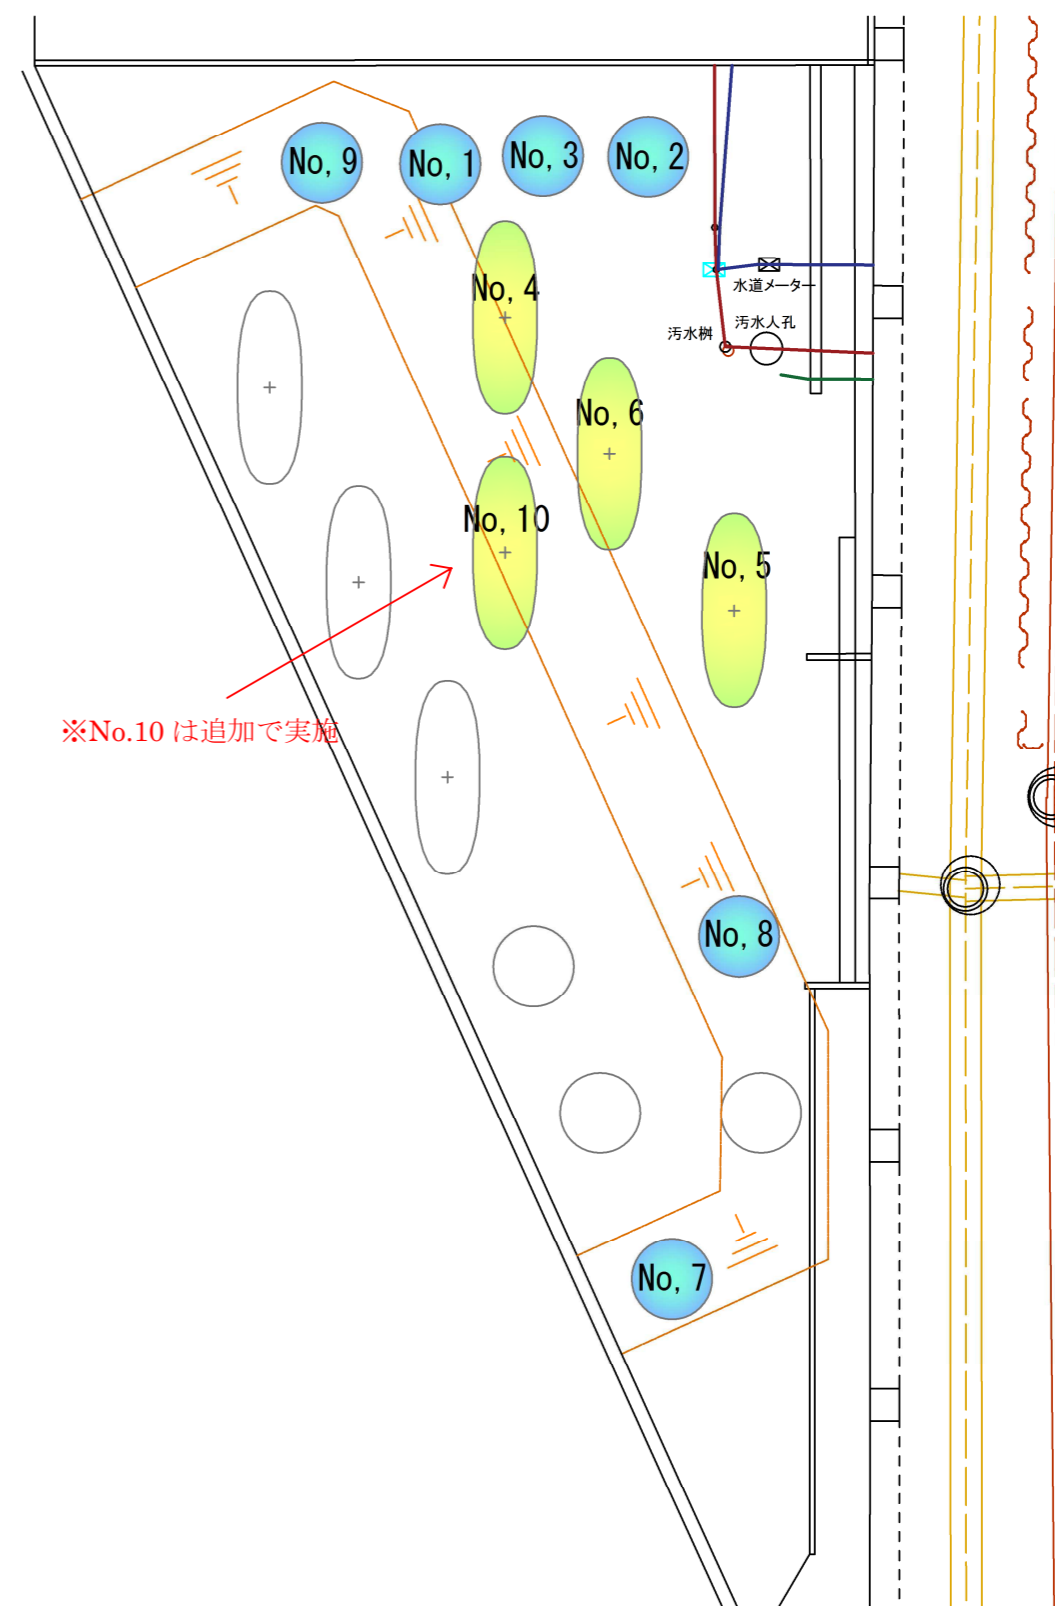 No, 9
No, 1
No, 3
No, 2
No, 4
水道メーター
汚水人孔
汚水桝
No, 6
No, 10
No, 5
※No.10 は追加で実施
No, 8
No, 7